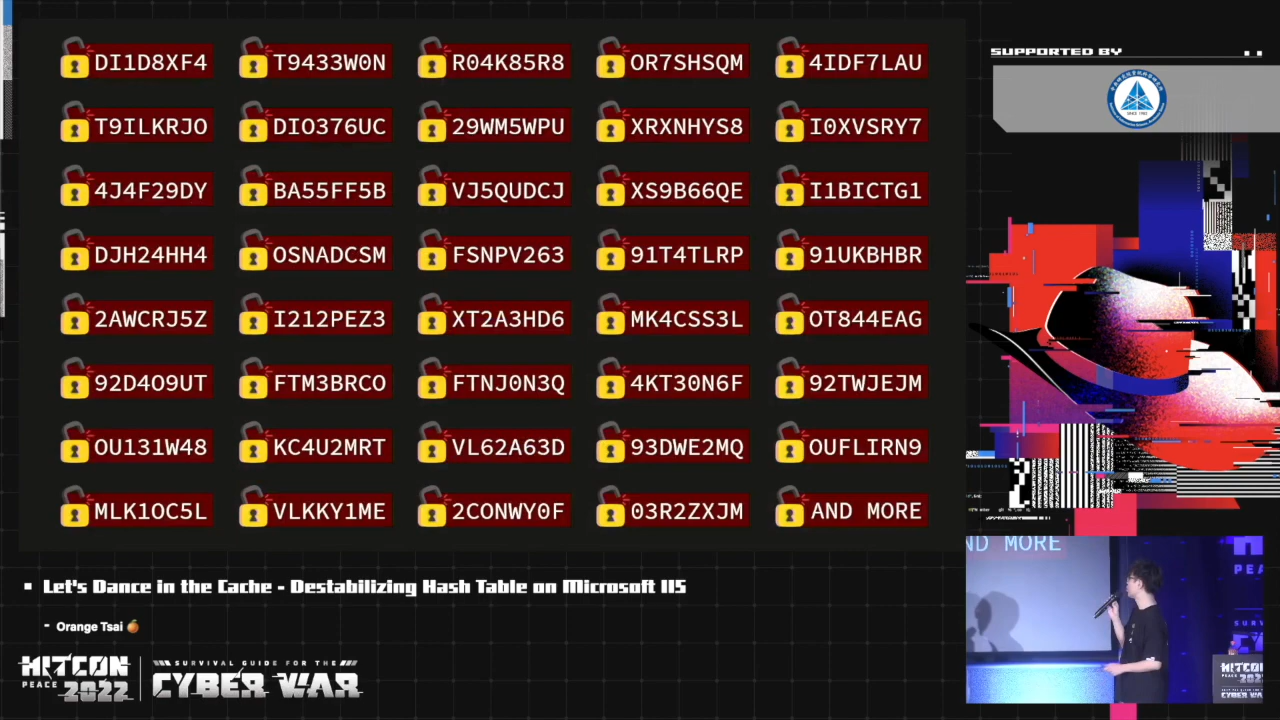 DI1D8XF4 T9433W0N R04K85R8 OR7SHSQM 4IDF7LAU
T9ILKRJO DIO376UC 29WM5WPU XRXNHYS8 I0XVSRY7
4J4F29DY BA55FF5B VJ5QUDCJ XS9B66QE I1BICTG1
DJH24HH4 OSNADCSM FSNPV263 91T4TLRP 91UKBHBR
2AWCRJ5Z I212PEZ3 XT2A3HD6 MK4CSS3L OT844EAG
92D4O9UT FTM3BRCO FTNJ0N3Q 4KT30N6F 92TWJEJM
OU131W48 KC4U2MRT VL62A63D 93DWE2MQ OUFLIRN9
MLK1OC5L VLKKY1ME 2CONWY0F 03R2ZXJM AND MORE
SUPPORTED BY
SINCE 1982
ND MORE
HITCON
Let's Dance in the Cache - Destabilizing Hash Table on Microsoft IIS
- Orange Tsai
HITCON
PEACE 2022
SURVIVAL GUIDE FOR THE
CYBER WAR